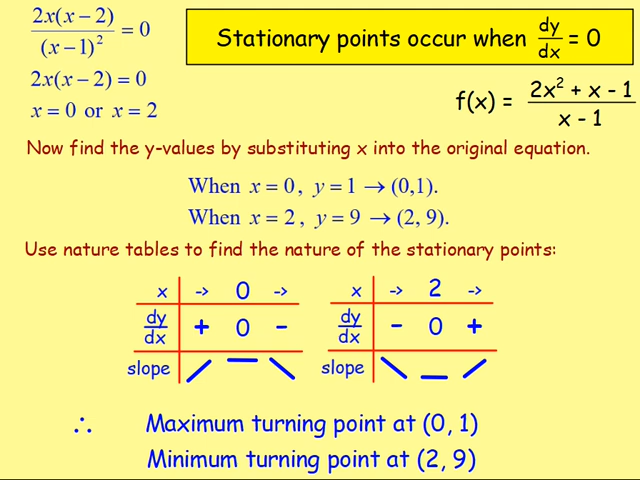 2x(x − 2)/(x − 1)² = 0
2x(x − 2) = 0
x = 0 or x = 2
Stationary points occur when dy/dx = 0
f(x) = (2x² + x - 1)/(x - 1)
Now find the y-values by substituting x into the original equation.
When x = 0, y = 1 → (0,1).
When x = 2, y = 9 → (2, 9).
Use nature tables to find the nature of the stationary points:
x -> 0 ->
dy/dx + 0 -
slope
x -> 2 ->
dy/dx - 0 +
slope
∴ Maximum turning point at (0, 1)
Minimum turning point at (2, 9)